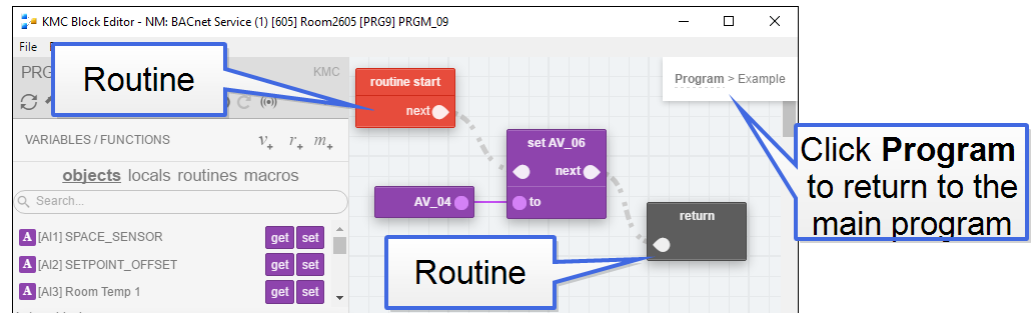 KMC Block Editor - NM: BACnet Service (1) [605] Room2605 [PRG9] PRGM_09
File
PRG
KMC
Routine
routine start
next
Program > Example
VARIABLES / FUNCTIONS
v+ r+ m+
objects locals routines macros
Search...
set AV_06
next
to
AV_04
return
Click Program
to return to the
main program
A [AI1] SPACE_SENSOR get set
A [AI2] SETPOINT_OFFSET get set
A [AI3] Room Temp 1 get set
Routine